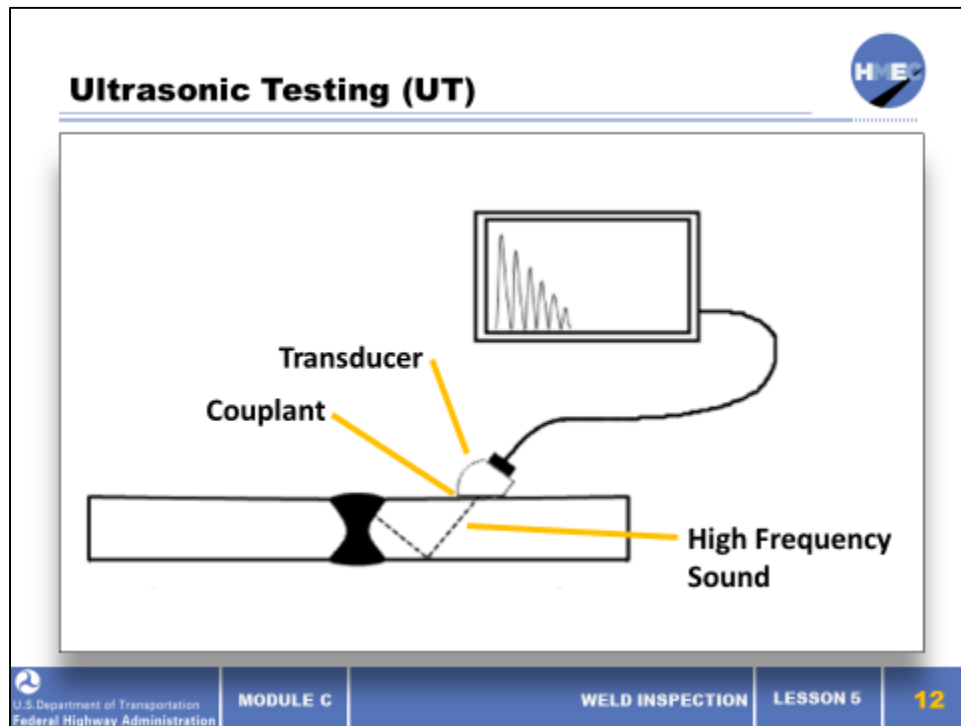 Ultrasonic Testing (UT)
HMEC
Transducer
Couplant
High Frequency
Sound
U.S.Department of Transportation
Federal Highway Administration
MODULE C
WELD INSPECTION
LESSON 5
12